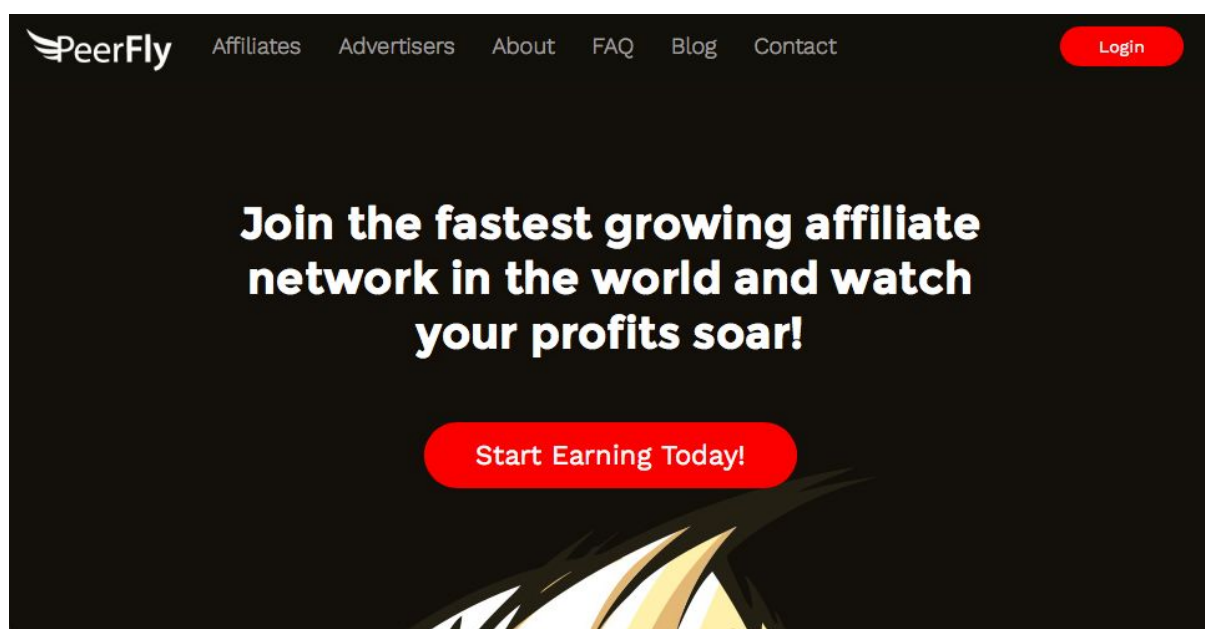 PeerFly Affiliates Advertisers About FAQ Blog Contact Login
Join the fastest growing affiliate
network in the world and watch
your profits soar!
Start Earning Today!